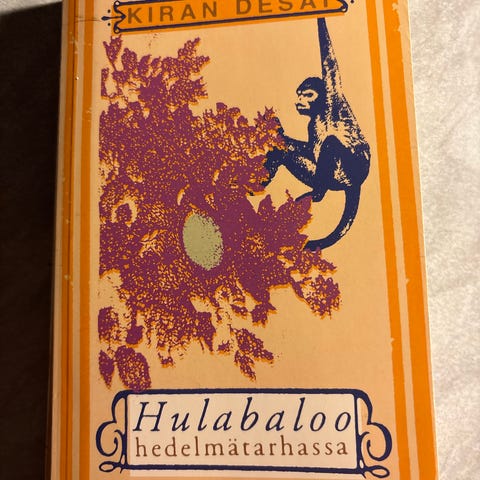 KIRAN DESAI
Hulabaloo
hedelmätarhassa